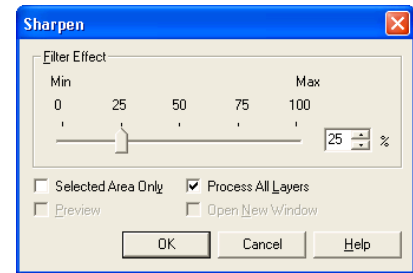 Sharpen
Filter Effect
Min Max
0 25 50 75 100
25 %
Selected Area Only Process All Layers
Preview Open New Window
OK Cancel Help